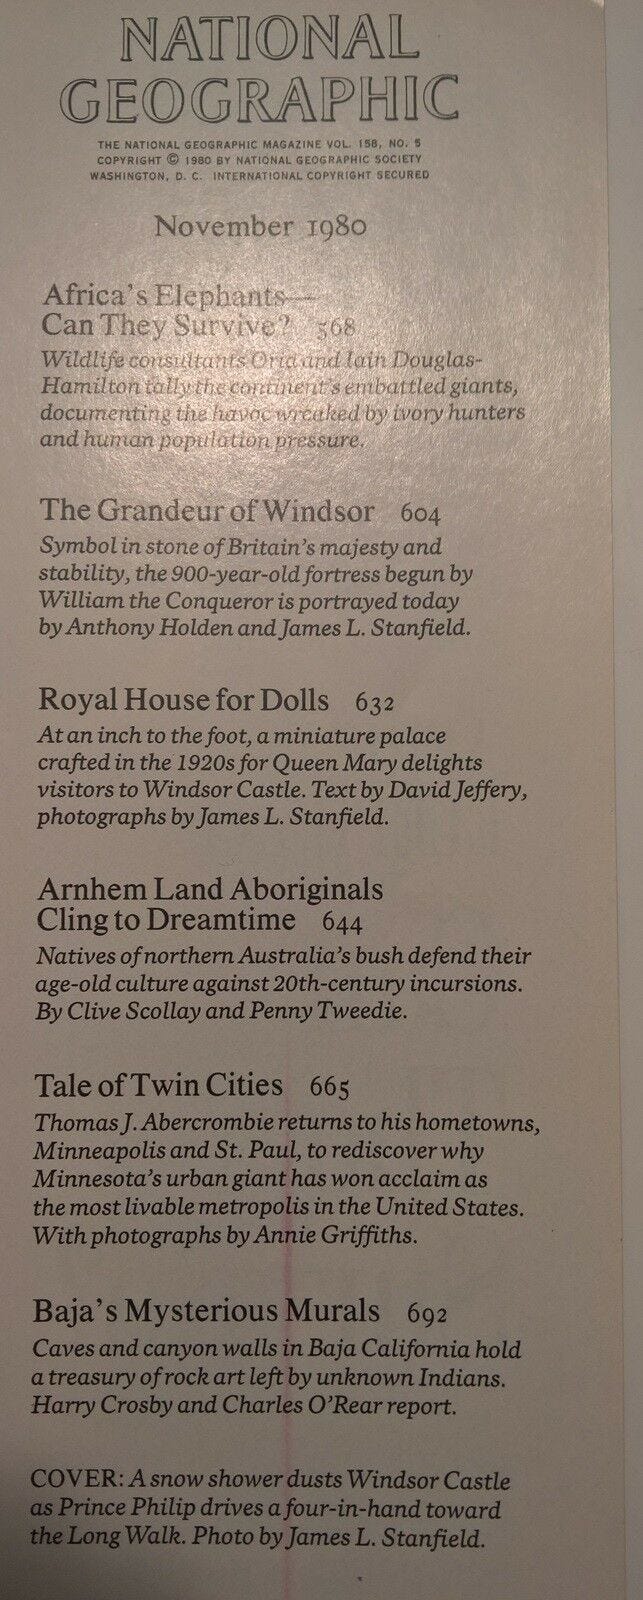 NATIONAL
GEOGRAPHIC
THE NATIONAL GEOGRAPHIC MAGAZINE VOL. 158, NO. 5
COPYRIGHT © 1980 BY NATIONAL GEOGRAPHIC SOCIETY
WASHINGTON, D. C. INTERNATIONAL COPYRIGHT SECURED
November 1980
Africa's Elephants—
Can They Survive? 568
Wildlife consultants Oria and Iain Douglas-
Hamilton tally the continent's embattled giants,
documenting the havoc wreaked by ivory hunters
and human population pressure.
The Grandeur of Windsor 604
Symbol in stone of Britain's majesty and
stability, the 900-year-old fortress begun by
William the Conqueror is portrayed today
by Anthony Holden and James L. Stanfield.
Royal House for Dolls 632
At an inch to the foot, a miniature palace
crafted in the 1920s for Queen Mary delights
visitors to Windsor Castle. Text by David Jeffery,
photographs by James L. Stanfield.
Arnhem Land Aboriginals
Cling to Dreamtime 644
Natives of northern Australia's bush defend their
age-old culture against 20th-century incursions.
By Clive Scollay and Penny Tweedie.
Tale of Twin Cities 665
Thomas J. Abercrombie returns to his hometowns,
Minneapolis and St. Paul, to rediscover why
Minnesota's urban giant has won acclaim as
the most livable metropolis in the United States.
With photographs by Annie Griffiths.
Baja's Mysterious Murals 692
Caves and canyon walls in Baja California hold
a treasury of rock art left by unknown Indians.
Harry Crosby and Charles O'Rear report.
COVER: A snow shower dusts Windsor Castle
as Prince Philip drives a four-in-hand toward
the Long Walk. Photo by James L. Stanfield.